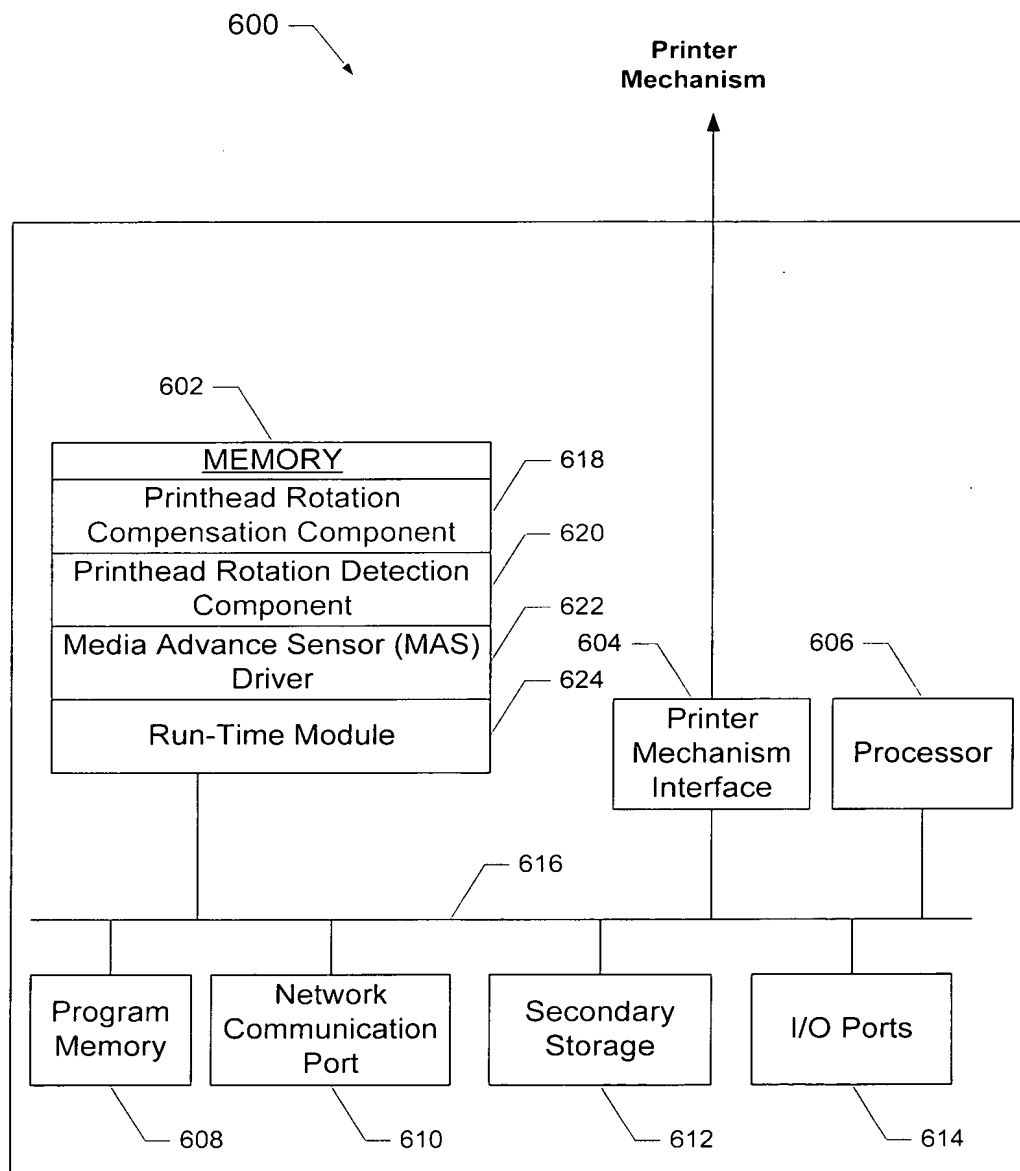 600
Printer
Mechanism
602
MEMORY
618
Printhead Rotation
Compensation Component
620
Printhead Rotation Detection
Component
622
Media Advance Sensor (MAS)
Driver
624
Run-Time Module
604
606
Printer
Mechanism
Interface
Processor
616
Program
Memory
Network
Communication
Port
Secondary
Storage
I/O Ports
608
610
612
614